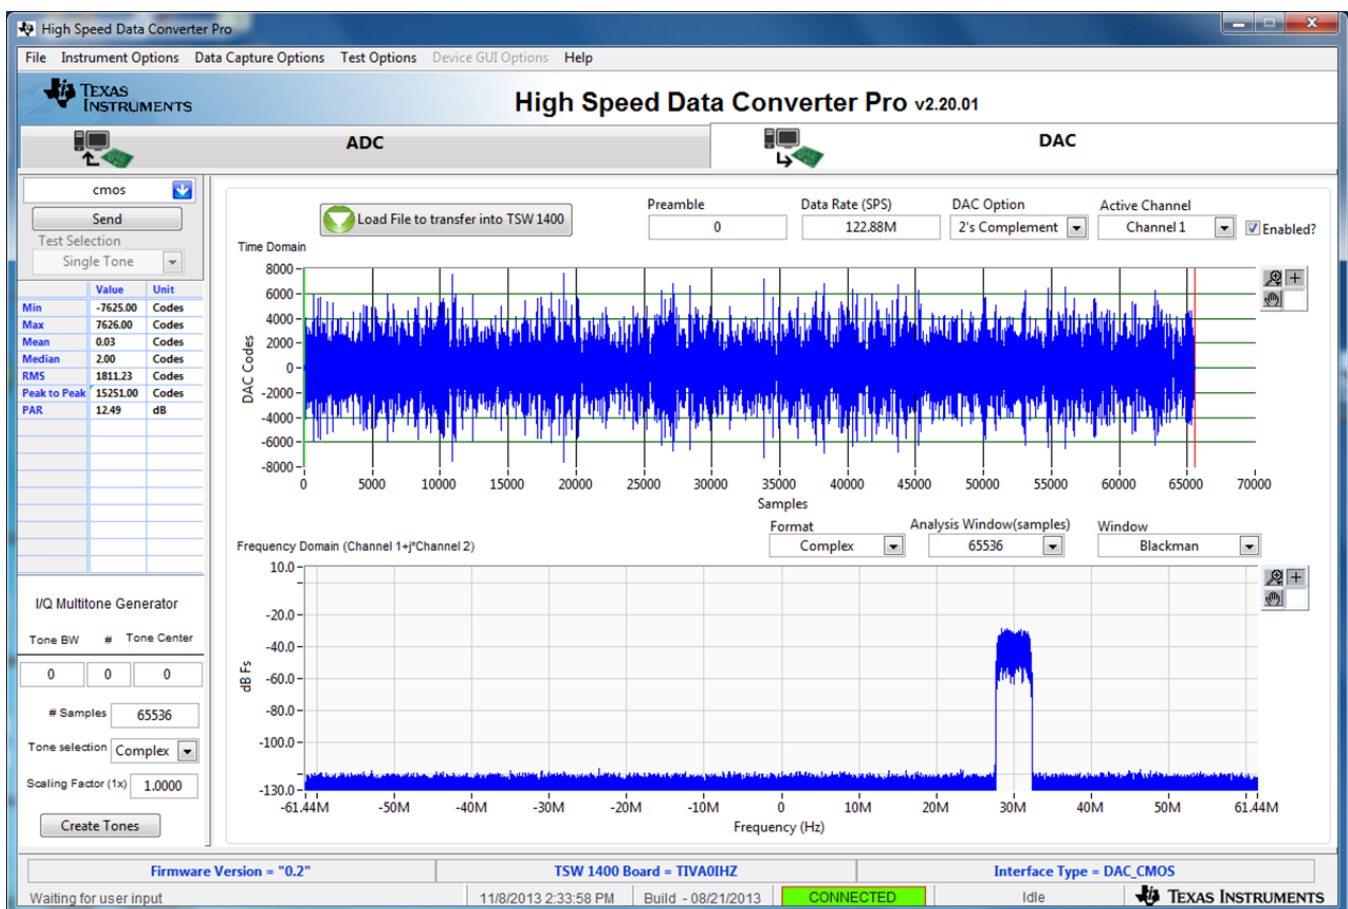 High Speed Data Converter Pro
File Instrument Options Data Capture Options Test Options Device GUI Options Help
TEXAS INSTRUMENTS
High Speed Data Converter Pro v2.20.01
ADC
DAC
cmos
Send
Test Selection
Single Tone
Value Unit
Min -7625.00 Codes
Max 7626.00 Codes
Mean 0.03 Codes
Median 2.00 Codes
RMS 1811.23 Codes
Peak to Peak 15251.00 Codes
PAR 12.49 dB
I/Q Multitone Generator
Tone BW # Tone Center
0 0 0
# Samples 65536
Tone selection Complex
Scaling Factor (1x) 1.0000
Create Tones
Load File to transfer into TSW 1400
Preamble
0
Data Rate (SPS)
122.88M
DAC Option
2's Complement
Active Channel
Channel 1
Enabled?
Time Domain
DAC Codes
8000
6000
4000
2000
0
-2000
-4000
-6000
-8000
0 5000 10000 15000 20000 25000 30000 35000 40000 45000 50000 55000 60000 65000 70000
Samples
Format
Complex
Analysis Window(samples)
65536
Window
Blackman
Frequency Domain (Channel 1+j*Channel 2)
dB Fs
10.0
-20.0
-40.0
-60.0
-80.0
-100.0
-130.0
-61.44M -50M -40M -30M -20M -10M 0 10M 20M 30M 40M 50M 61.44M
Frequency (Hz)
Firmware Version = "0.2" TSW 1400 Board = TIVA0IHZ Interface Type = DAC_CMOS
Waiting for user input 11/8/2013 2:33:58 PM Build - 08/21/2013 CONNECTED Idle TEXAS INSTRUMENTS